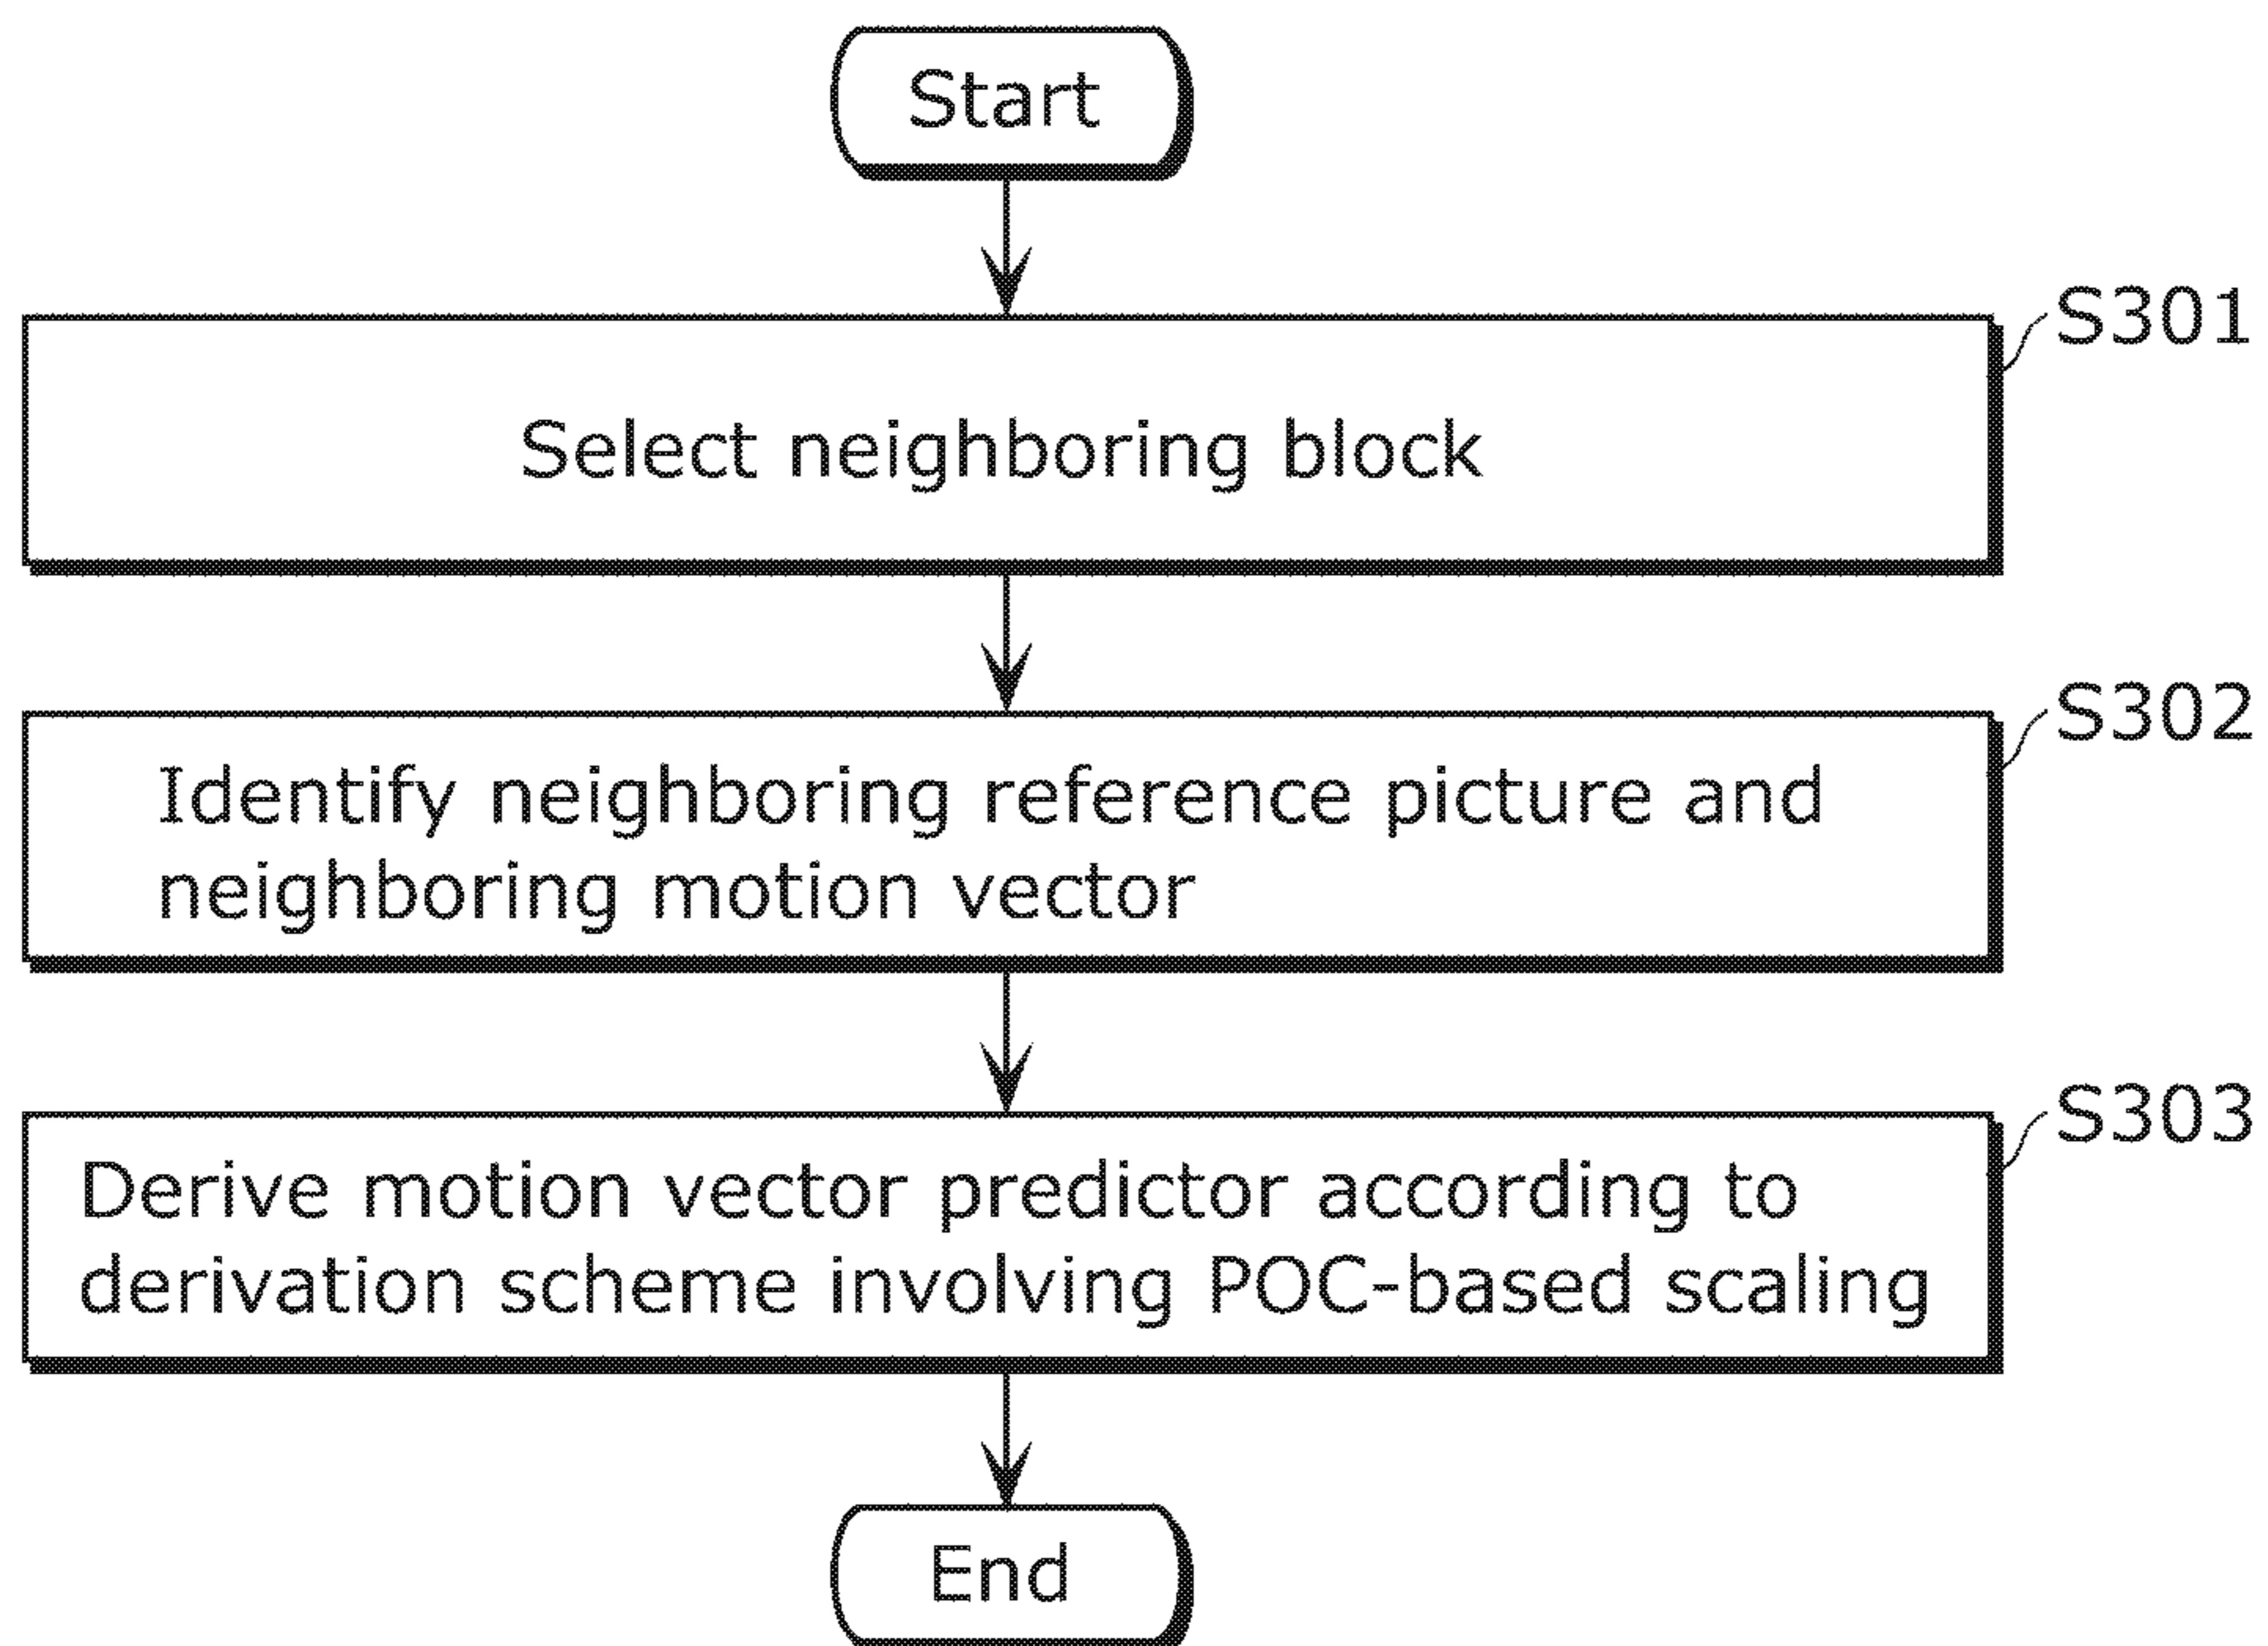 Start
S301
Select neighboring block
S302
Identify neighboring reference picture and
neighboring motion vector
S303
Derive motion vector predictor according to
derivation scheme involving POC-based scaling
End